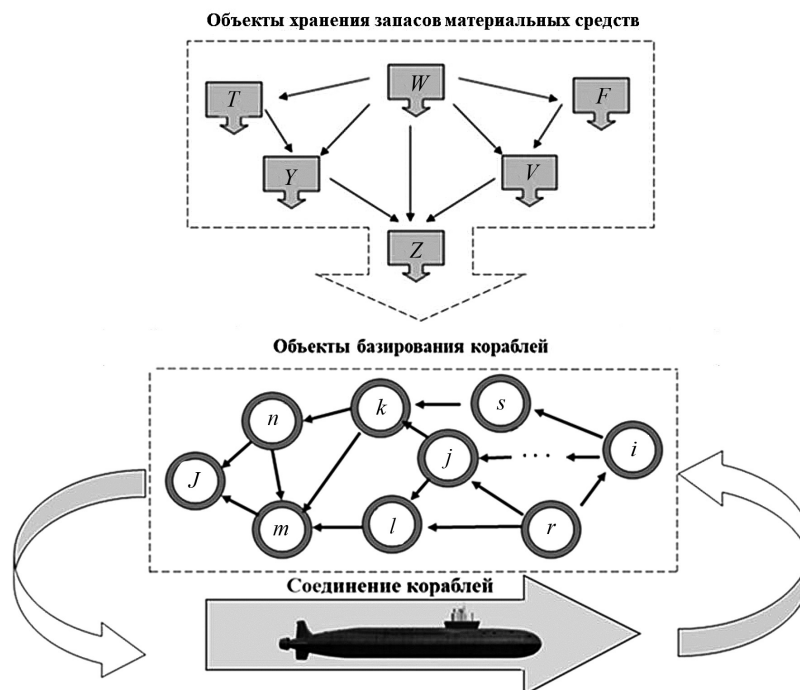 Объекты хранения запасов материальных средств
W
T
F
Y
V
Z
Объекты базирования кораблей
k
s
n
j
. . .
i
J
m
l
r
Соединение кораблей